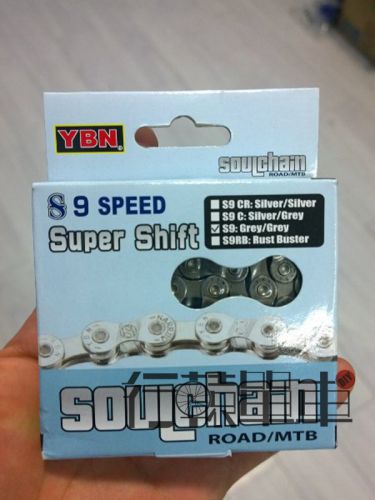 YBN
Soulchain
ROAD/MTB
S 9 SPEED
Super Shift
S9 CR: Silver/Silver
S9 C: Silver/Grey
S9: Grey/Grey
S9RB: Rust Buster
Soulchain
ROAD/MTB